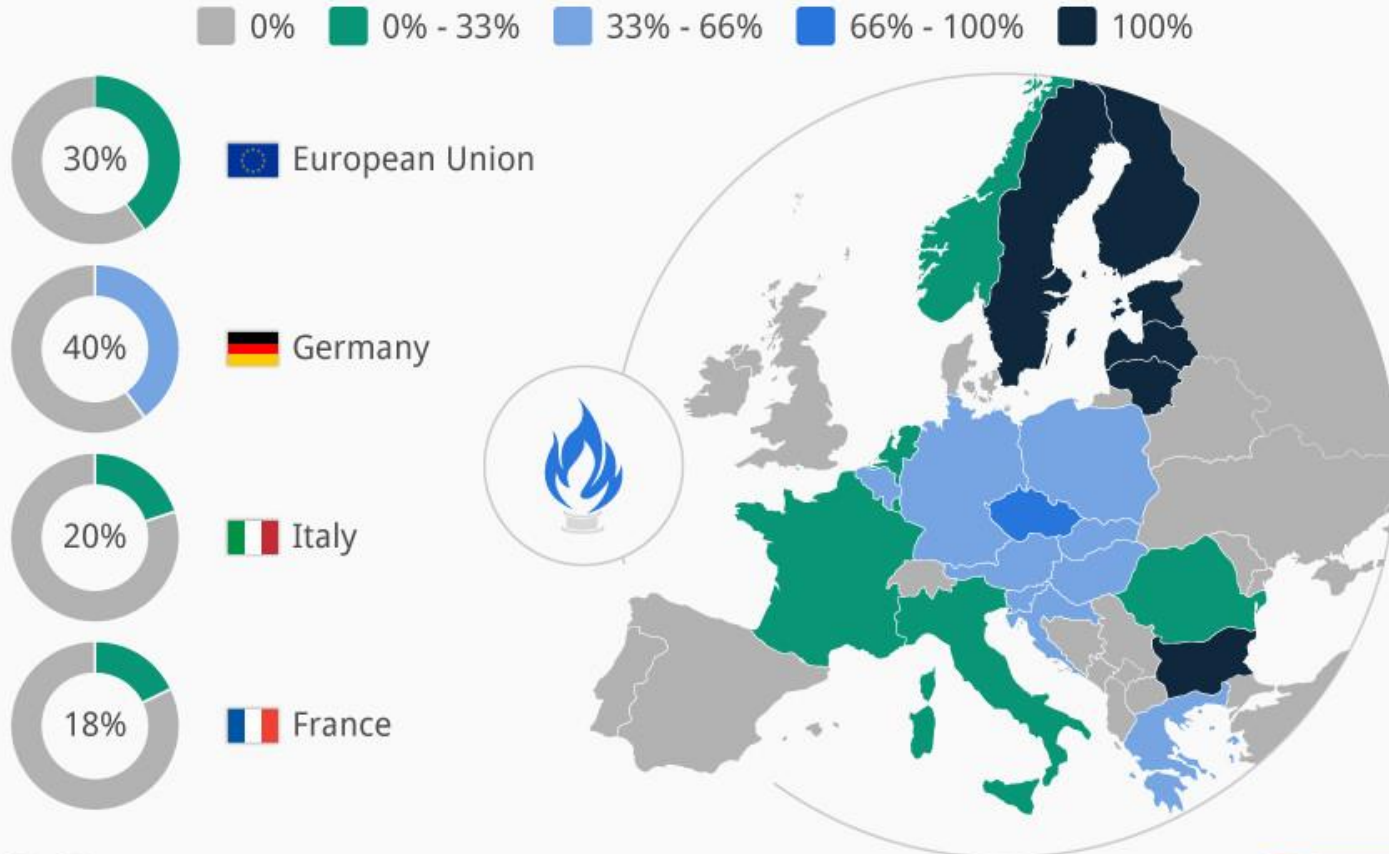 0% 0% - 33% 33% - 66% 66% - 100% 100%
30% European Union
40% Germany
20% Italy
18% France